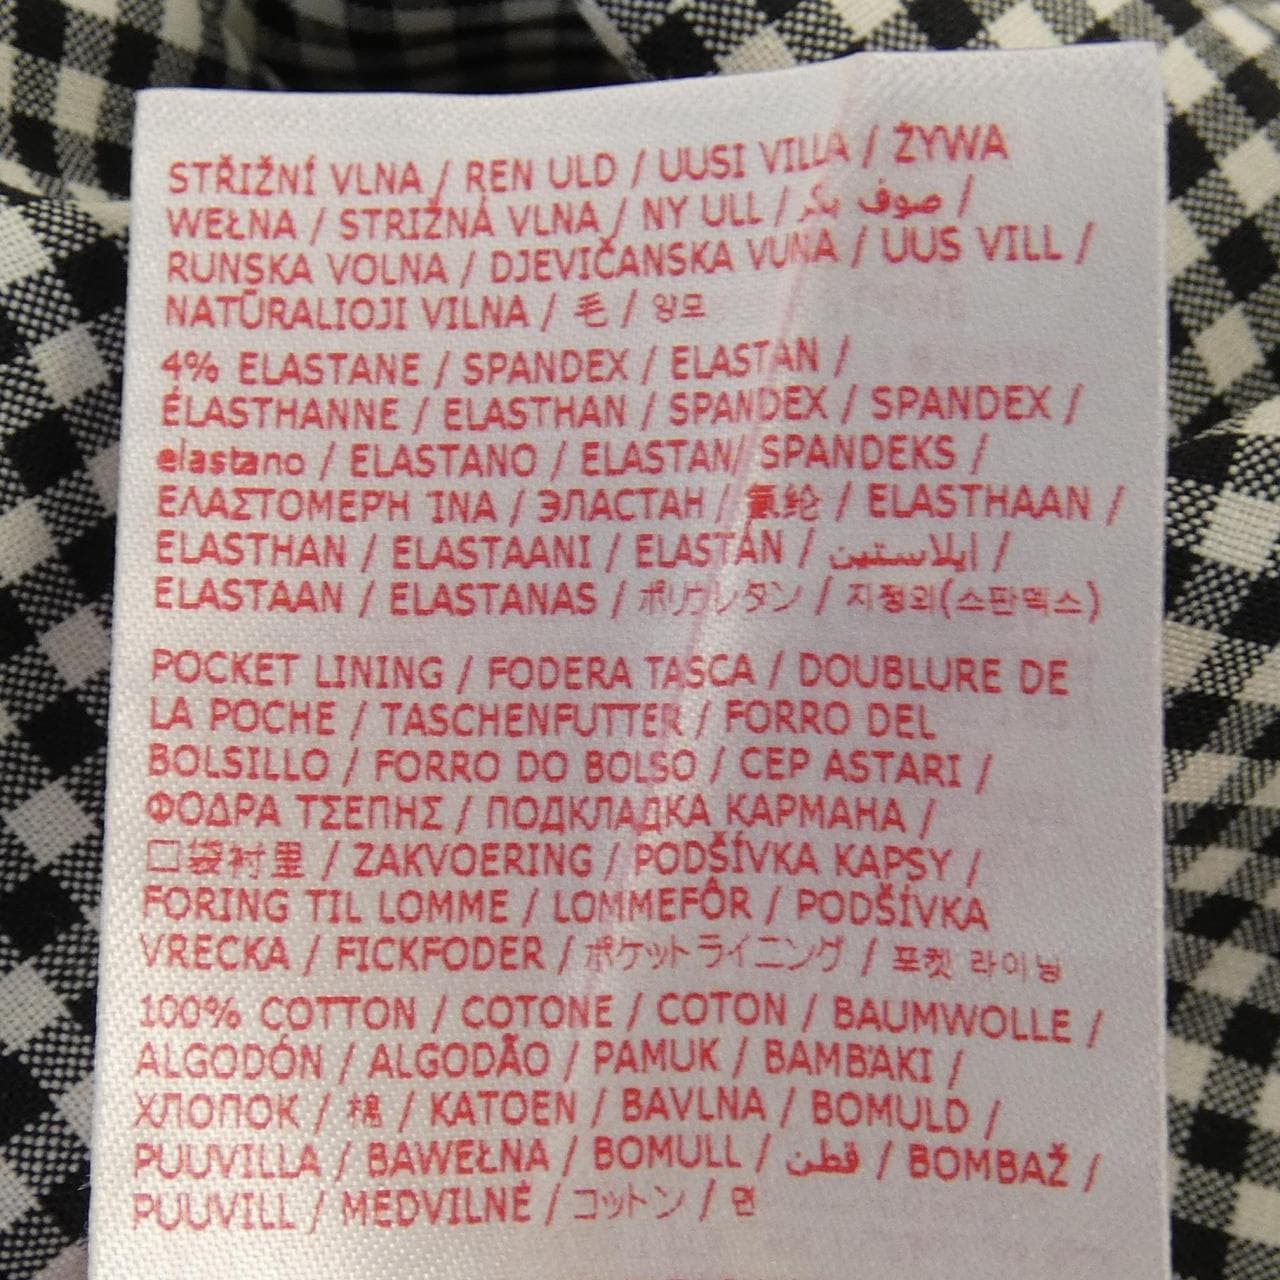 STŘIŽNÍ VLNA / REN ULD / UUSI VILLA / ŻYWA
WEŁNA / STRIŽNÁ VLNA / NY ULL / صوف بكر /
RUNSKA VOLNA / DJEVIČANSKA VUNA / UUS VILL /
NATŪRALIOJI VILNA / 毛 / 양모
4% ELASTANE / SPANDEX / ELASTAN /
ÉLASTHANNE / ELASTHAN / SPANDEX / SPANDEX /
elastano / ELASTANO / ELASTAN/ SPANDEKS /
ΕΛΑΣΤΟΜΕΡΉ ΊΝΑ / ЭЛАСТАН / 氨纶 / ELASTHAAN /
ELASTHAN / ELASTAANI / ELASTÁN / ايلاستين /
ELASTAAN / ELASTANAS / ポリウレタン / 지정외(스판덱스)
POCKET LINING / FODERA TASCA / DOUBLURE DE
LA POCHE / TASCHENFUTTER / FORRO DEL
BOLSILLO / FORRO DO BOLSO / CEP ASTARI /
ΦΟΔΡΑ ΤΣΕΠΗΣ / ПОДКЛАДКА КАРМАНА /
口袋衬里 / ZAKVOERING / PODŠÍVKA KAPSY /
FORING TIL LOMME / LOMMEFÔR / PODŠÍVKA
VRECKA / FICKFODER / ポケットライニング / 포켓 라이닝
100% COTTON / COTONE / COTON / BAUMWOLLE /
ALGODÓN / ALGODÃO / PAMUK / ΒΑΜΒΆΚΙ /
ХЛОПОК / 棉 / KATOEN / BAVLNA / BOMULD /
PUUVILLA / BAWEŁNA / BOMULL / قطن / BOMBAŽ /
PUUVILL / MEDVILNĖ / コットン / 면